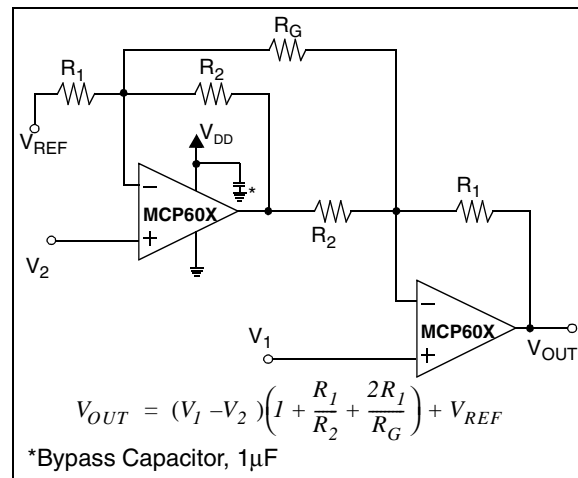 R_G
R_1
R_2
V_REF
V_DD
*
−
MCP60X
+
V_2
R_2
R_1
−
MCP60X
+
V_1
V_OUT
V_OUT = (V_1 – V_2)(1 + R_1/R_2 + 2R_1/R_G) + V_REF
*Bypass Capacitor, 1µF